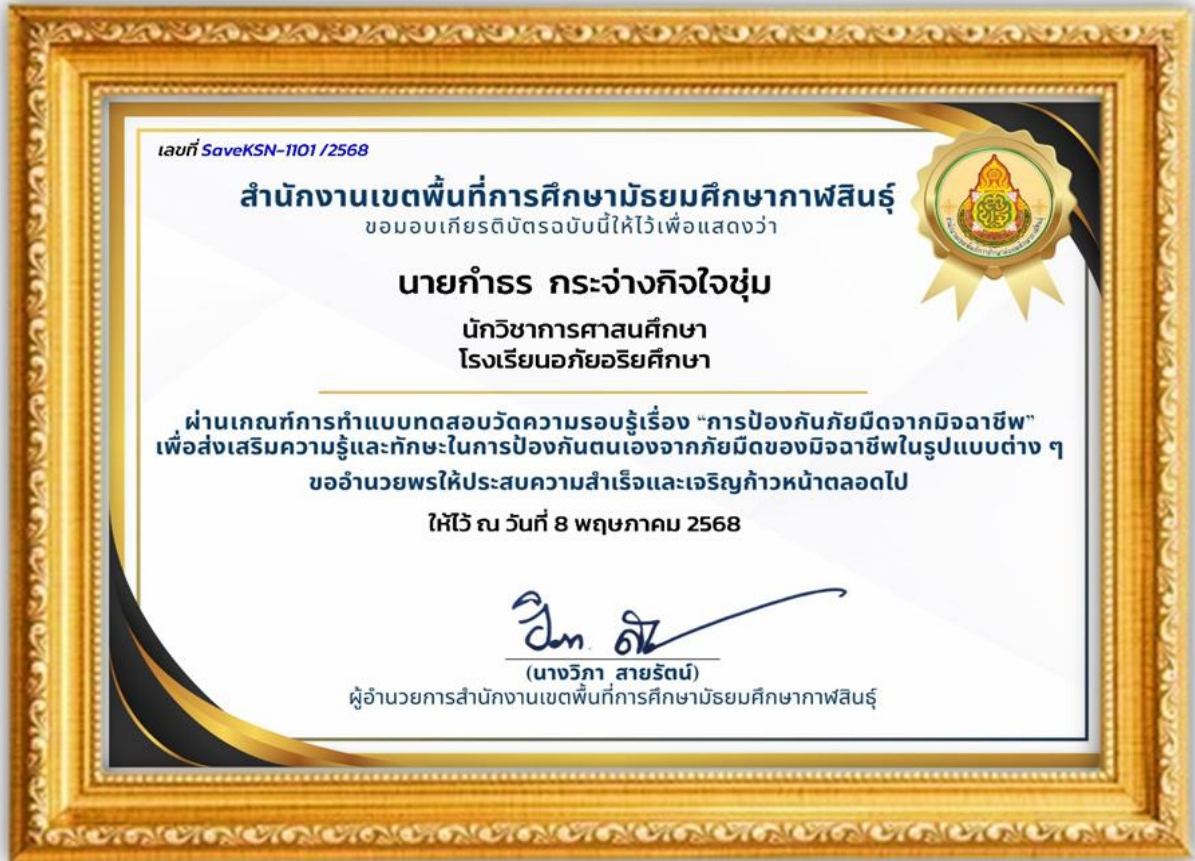 เลขที่ SaveKSN-1101 /2568
สำนักงานเขตพื้นที่การศึกษามัธยมศึกษากาฬสินธุ์
ขอมอบเกียรติบัตรฉบับนี้ให้ไว้เพื่อแสดงว่า
นายกำธร กระจ่างกิจใจชุ่ม
นักวิชาการศาสนศึกษา
โรงเรียนอภัยอริยศึกษา
ผ่านเกณฑ์การทำแบบทดสอบวัดความรอบรู้เรื่อง “การป้องกันภัยมืดจากมิจฉาชีพ”
เพื่อส่งเสริมความรู้และทักษะในการป้องกันตนเองจากภัยมืดของมิจฉาชีพในรูปแบบต่าง ๆ
ขออำนวยพรให้ประสบความสำเร็จและเจริญก้าวหน้าตลอดไป
ให้ไว้ ณ วันที่ 8 พฤษภาคม 2568
(นางวิภา สายรัตน์)
ผู้อำนวยการสำนักงานเขตพื้นที่การศึกษามัธยมศึกษากาฬสินธุ์